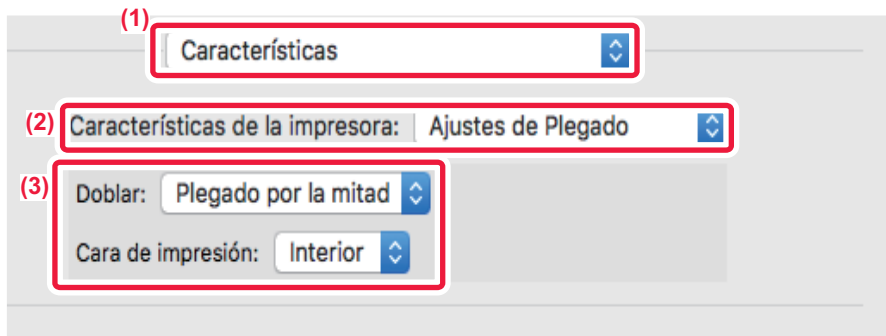 (1)
Características
(2) Características de la impresora: Ajustes de Plegado
(3) Doblar: Plegado por la mitad
Cara de impresión: Interior